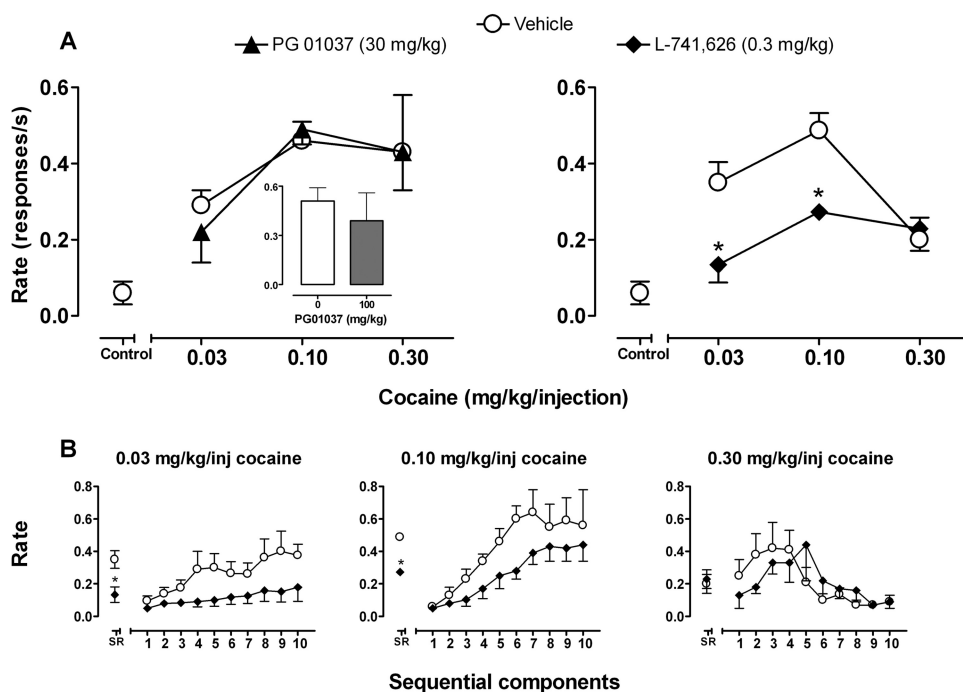 Vehicle
A
PG 01037 (30 mg/kg)
L-741,626 (0.3 mg/kg)
Rate (responses/s)
0.6
0.4
0.2
0.0
Control
0.03
0.10
0.30
0.6
0.3
0.0
0
100
PG01037 (mg/kg)
0.6
0.4
0.2
0.0
*
*
Control
0.03
0.10
0.30
Cocaine (mg/kg/injection)
B
0.03 mg/kg/inj cocaine
0.10 mg/kg/inj cocaine
0.30 mg/kg/inj cocaine
Rate
0.8
0.6
0.4
0.2
0.0
*
SR
1 2 3 4 5 6 7 8 9 10
0.8
0.6
0.4
0.2
0.0
*
SR
1 2 3 4 5 6 7 8 9 10
0.8
0.6
0.4
0.2
0.0
SR
1 2 3 4 5 6 7 8 9 10
Sequential components